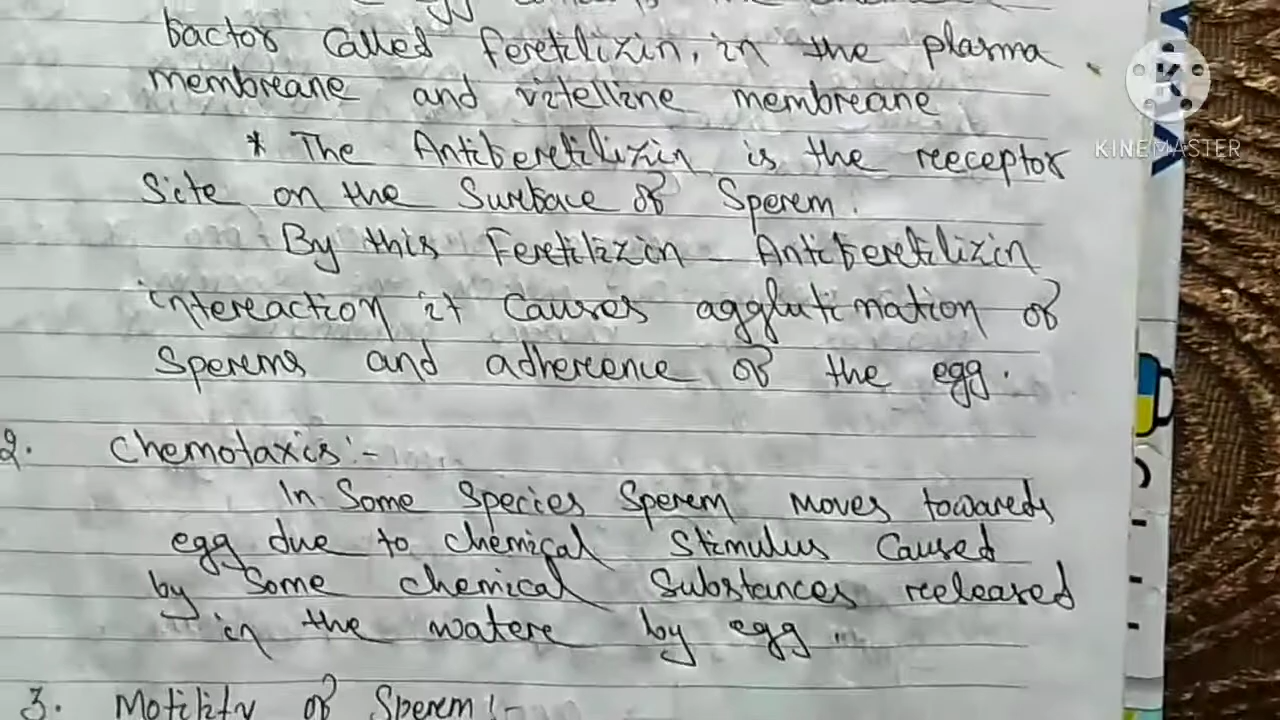 egg
factor called Fertilizin, in the plasma
membrane and vitelline membrane
* The Antifertilizin is the receptor
Site on the Surface of Sperm.
By this Fertilizin - Antifertilizin
interaction it causes agglutination of
Sperms and adherence of the egg.
2. Chemotaxis:-
In Some Species Sperm moves towards
egg due to chemical Stimulus Caused
by Some chemical Substances released
in the water by egg
3. Motility of Sperm:-
KINEMASTER